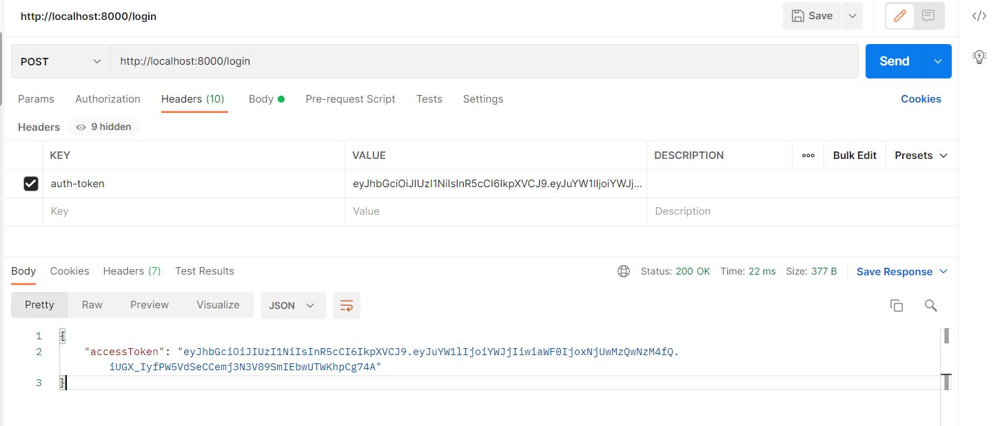 http://localhost:8000/login
Save
POST
http://localhost:8000/login
Send
Params Authorization Headers (10) Body Pre-request Script Tests Settings Cookies
Headers 9 hidden
KEY VALUE DESCRIPTION ooo Bulk Edit Presets
auth-token eyJhbGciOiJIUzI1NiIsInR5cCI6IkpXVCJ9.eyJuYW1lIjoiYWJj...
Key Value Description
Body Cookies Headers (7) Test Results Status: 200 OK Time: 22 ms Size: 377 B Save Response
Pretty Raw Preview Visualize JSON
1 {
2 "accessToken": "eyJhbGciOiJIUzI1NiIsInR5cCI6IkpXVCJ9.eyJuYW1lIjoiYWJjIiwiaWF0IjoxNjUwMzQwNzM4fQ.
iUGX_IyfPW5VdSeCCemj3N3V89SmIEbwUTWKhpCg74A"
3 }